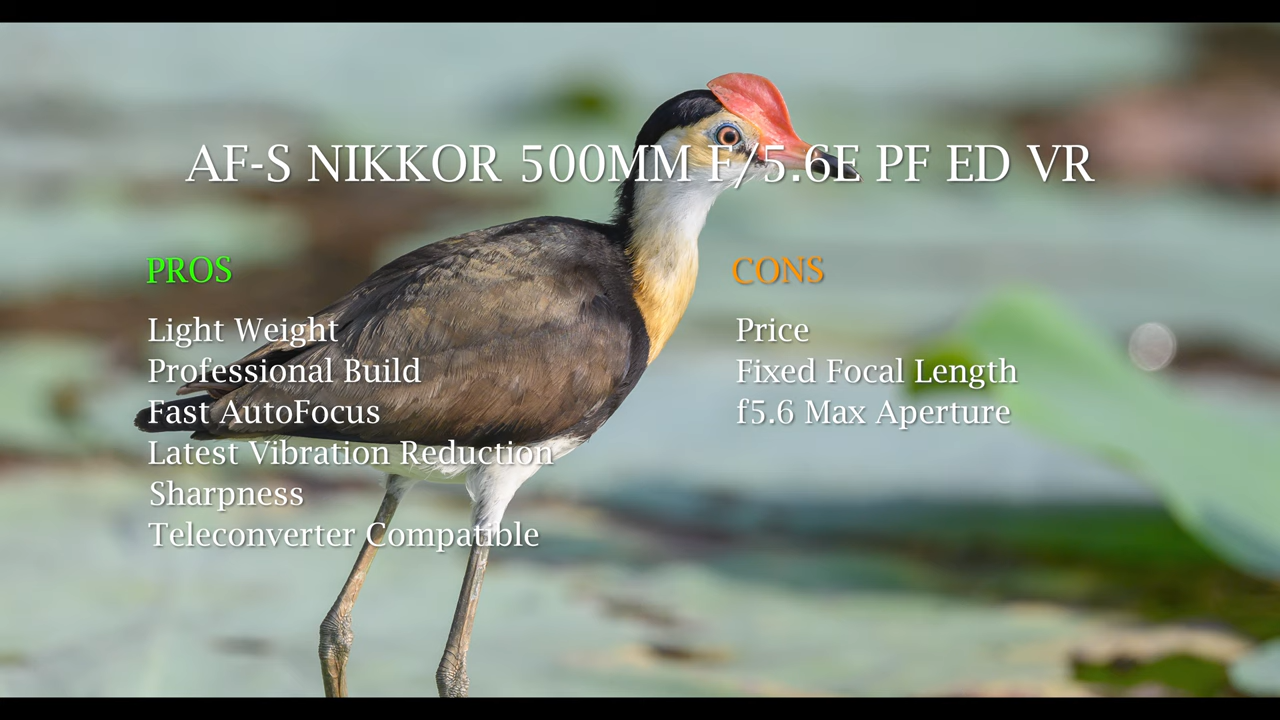 AF-S NIKKOR 500MM F/5.6E PF ED VR
PROS
Light Weight
Professional Build
Fast AutoFocus
Latest Vibration Reduction
Sharpness
Teleconverter Compatible
CONS
Price
Fixed Focal Length
f5.6 Max Aperture